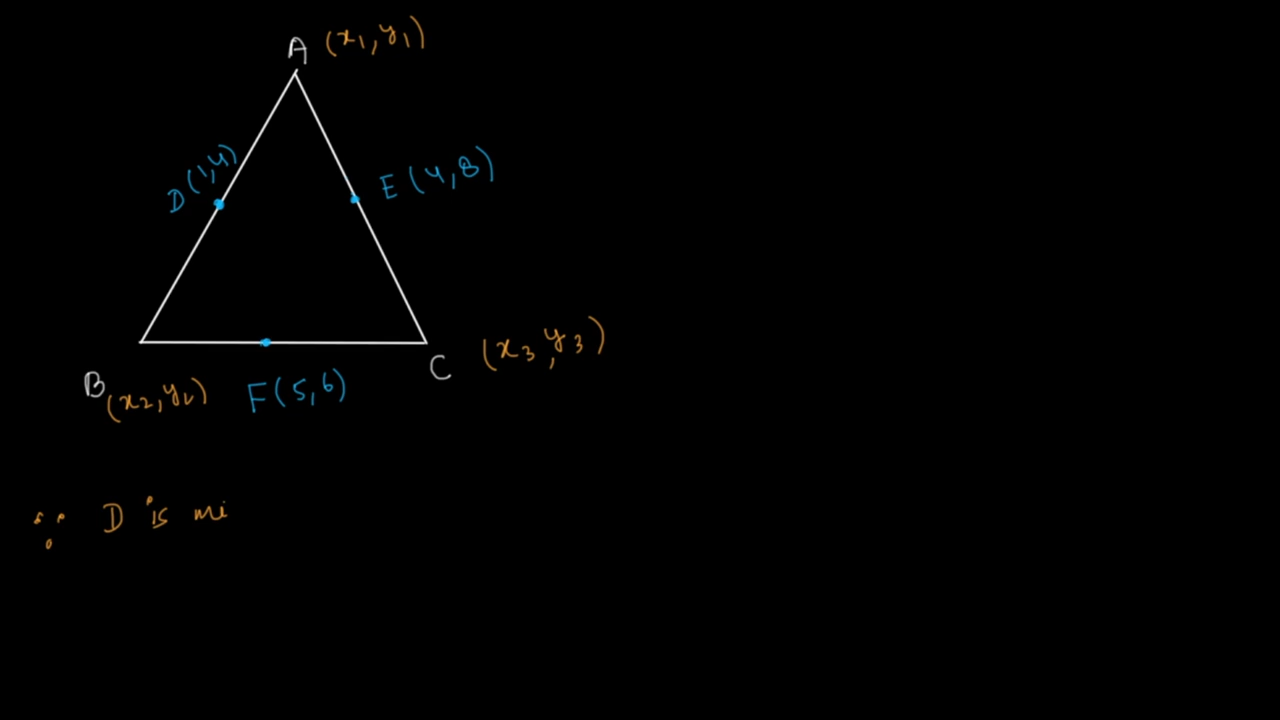 A (x₁, y₁)
D (1,4)
E (4,8)
B (x₂, y₂)
F (5,6)
C (x₃, y₃)
∵ D is mi